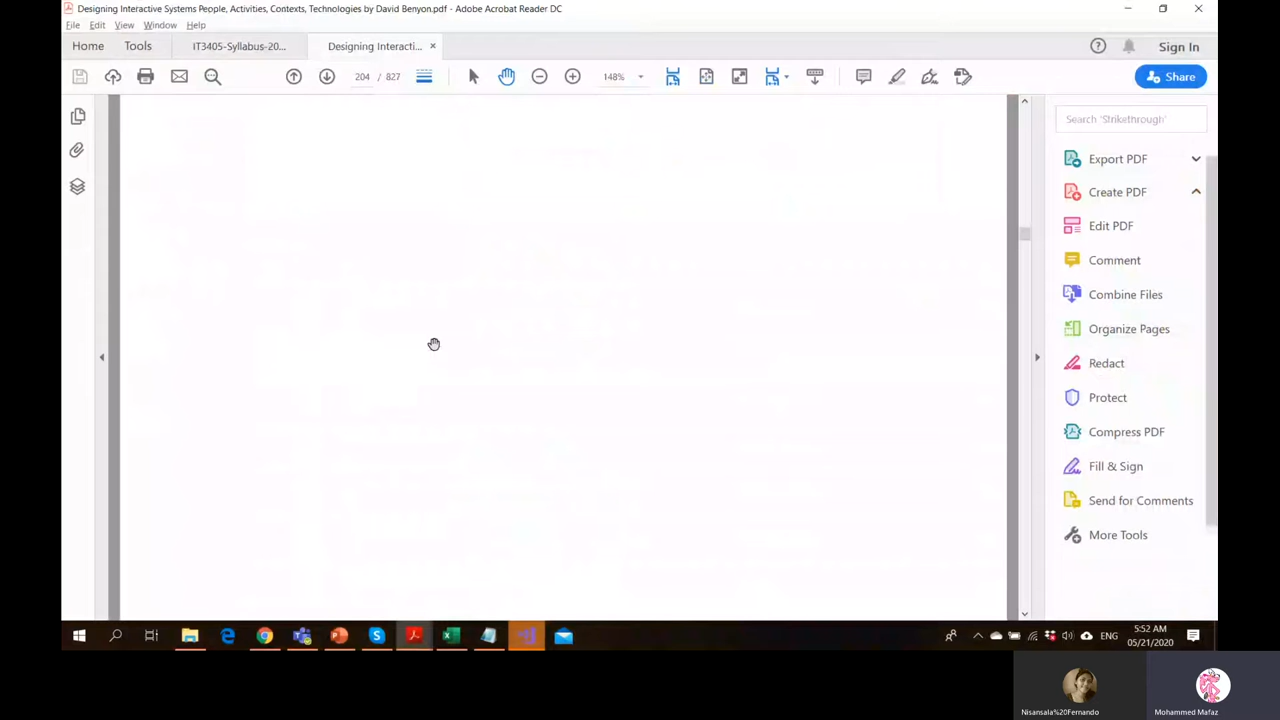 Designing Interactive Systems People, Activities, Contexts, Technologies by David Benyon.pdf - Adobe Acrobat Reader DC
File Edit View Window Help
Home Tools IT3405-Syllabus-20... Designing Interacti... × Sign In
204 / 827 148% Share
Search 'Strikethrough'
Export PDF
Create PDF
Edit PDF
Comment
Combine Files
Organize Pages
Redact
Protect
Compress PDF
Fill & Sign
Send for Comments
More Tools
ENG 5:52 AM
05/21/2020
Nisansala%20Fernando Mohammed Mafaz